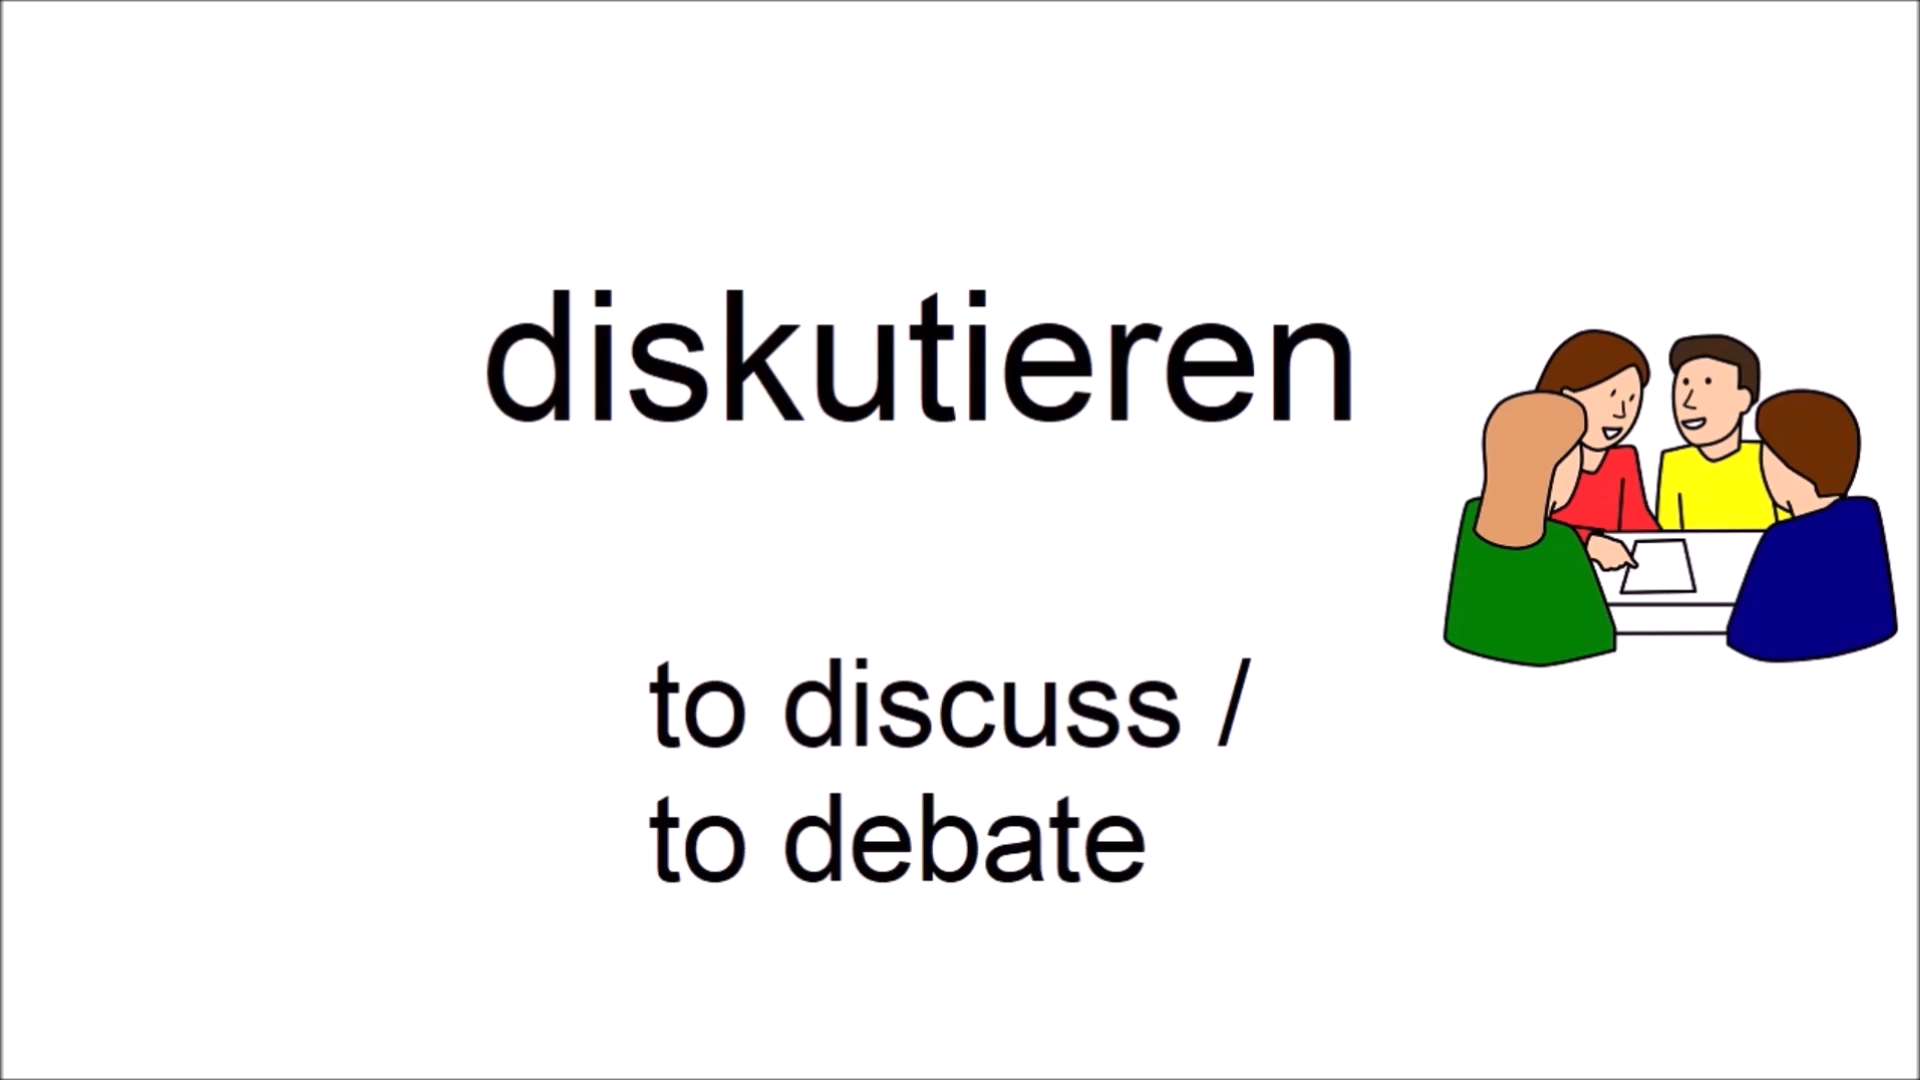 diskutieren
to discuss /
to debate